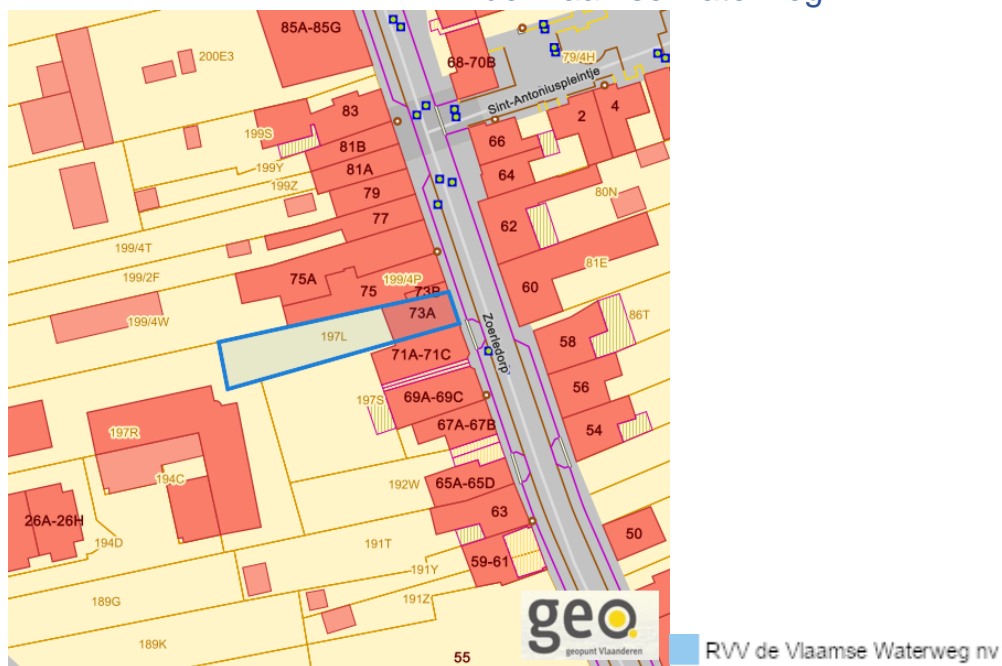 85A-85G
68-70B
79/4H
200E3
Sint-Antoniuspleintje
4
83
2
199S
66
81B
199Y
81A
64
199Z
79
80N
77
62
199/4T
81E
199/2F
75A
199/4P
75
73B
60
73A
86T
199/4W
Zoerledorp
197L
58
71A-71C
56
197S
69A-69C
67A-67B
54
197R
194C
192W
65A-65D
63
26A-26H
50
194D
191T
59-61
191Y
189G
191Z
geo
geopunt Vlaanderen
189K
55
RVV de Vlaamse Waterweg nv